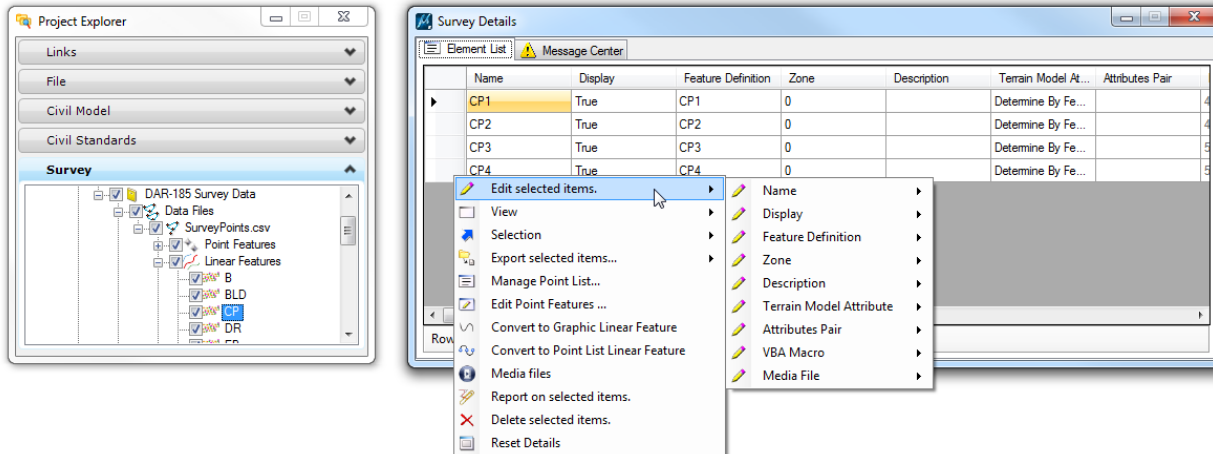 Project Explorer
Links
File
Civil Model
Civil Standards
Survey
DAR-185 Survey Data
Data Files
SurveyPoints.csv
Point Features
Linear Features
B
BLD
CP
DR
Survey Details
Element List Message Center
Name Display Feature Definition Zone Description Terrain Model At... Attributes Pair
CP1 True CP1 0 Determine By Fe... 4
CP2 True CP2 0 Determine By Fe... 4
CP3 True CP3 0 Determine By Fe... 5
CP4 True CP4 0 Determine By Fe... 5
Row
Edit selected items.
View
Selection
Export selected items...
Manage Point List...
Edit Point Features ...
Convert to Graphic Linear Feature
Convert to Point List Linear Feature
Media files
Report on selected items.
Delete selected items.
Reset Details
Name
Display
Feature Definition
Zone
Description
Terrain Model Attribute
Attributes Pair
VBA Macro
Media File